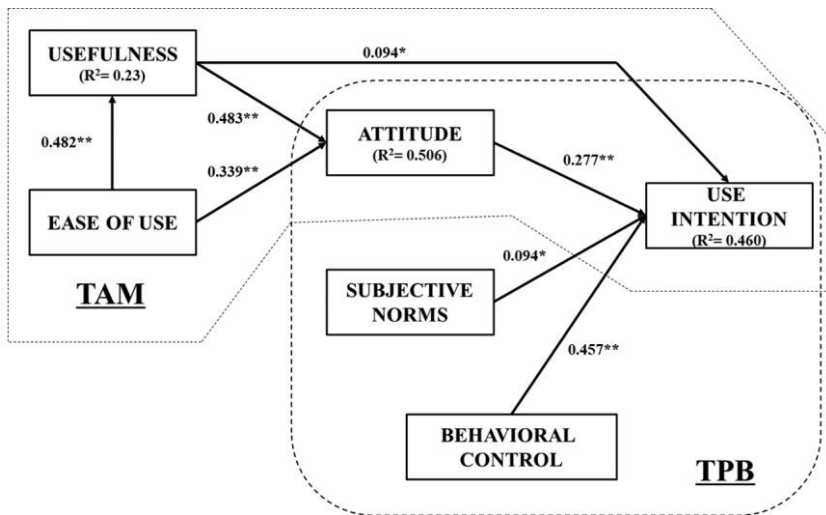 USEFULNESS
(R²= 0.23)
0.094*
0.483**
ATTITUDE
(R²= 0.506)
0.482**
0.339**
0.277**
EASE OF USE
USE
INTENTION
(R²= 0.460)
TAM
0.094*
SUBJECTIVE
NORMS
0.457**
BEHAVIORAL
CONTROL
TPB